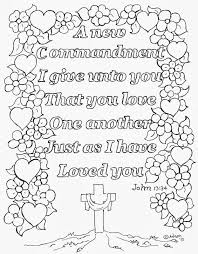 A new
Commandment
I give unto you
That you love
One another
Just as I have
Loved you
John 13:34